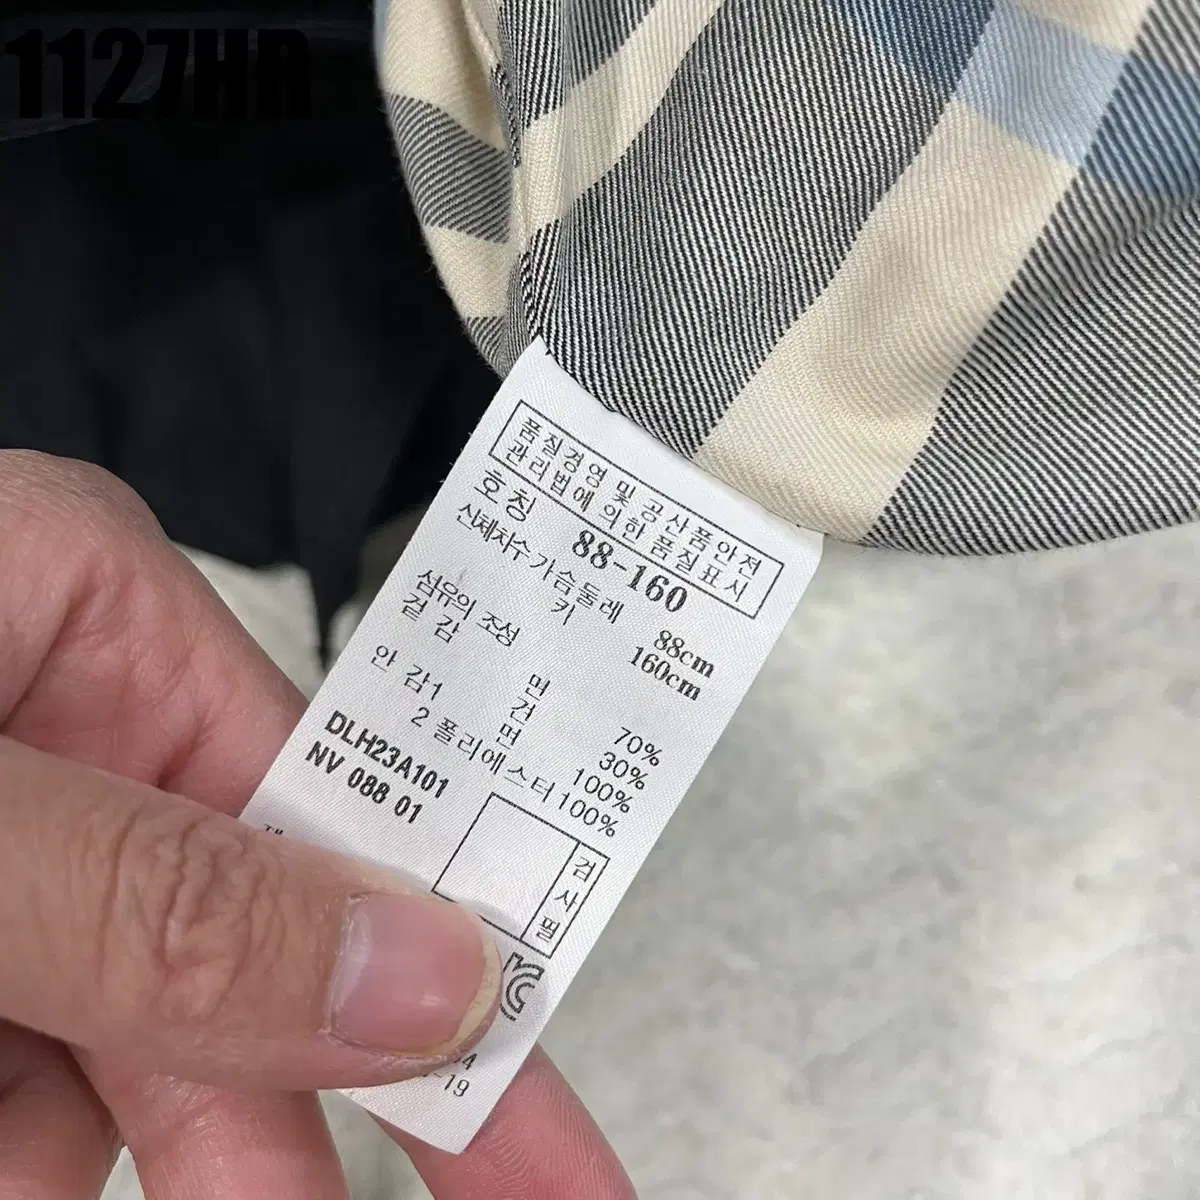 1127HR
품질경영 및 공산품안전
관리법에 의한 품질표시
호칭 88-160
신체치수 가슴둘레 88cm
키 160cm
섬유의 조성
겉 감 면 70%
견 30%
안 감1 면 100%
2 폴리에스터 100%
DLH23A101
NV 088 01
검
사
필
-19